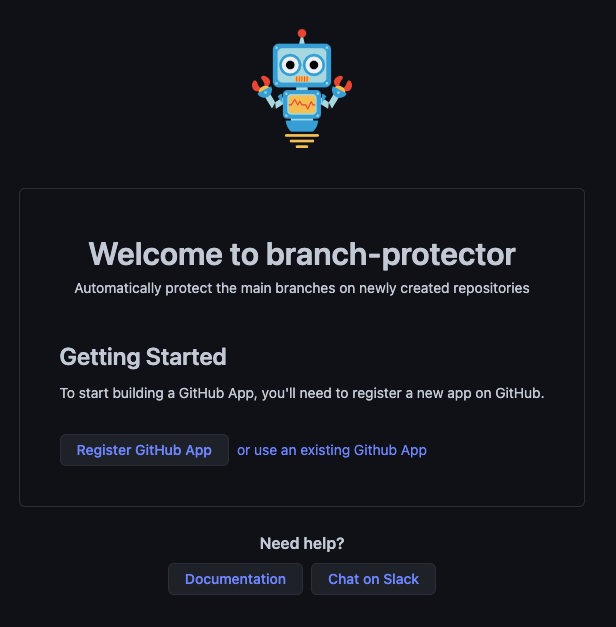 Welcome to branch-protector
Automatically protect the main branches on newly created repositories
Getting Started
To start building a GitHub App, you'll need to register a new app on GitHub.
Register GitHub App or use an existing Github App
Need help?
Documentation Chat on Slack